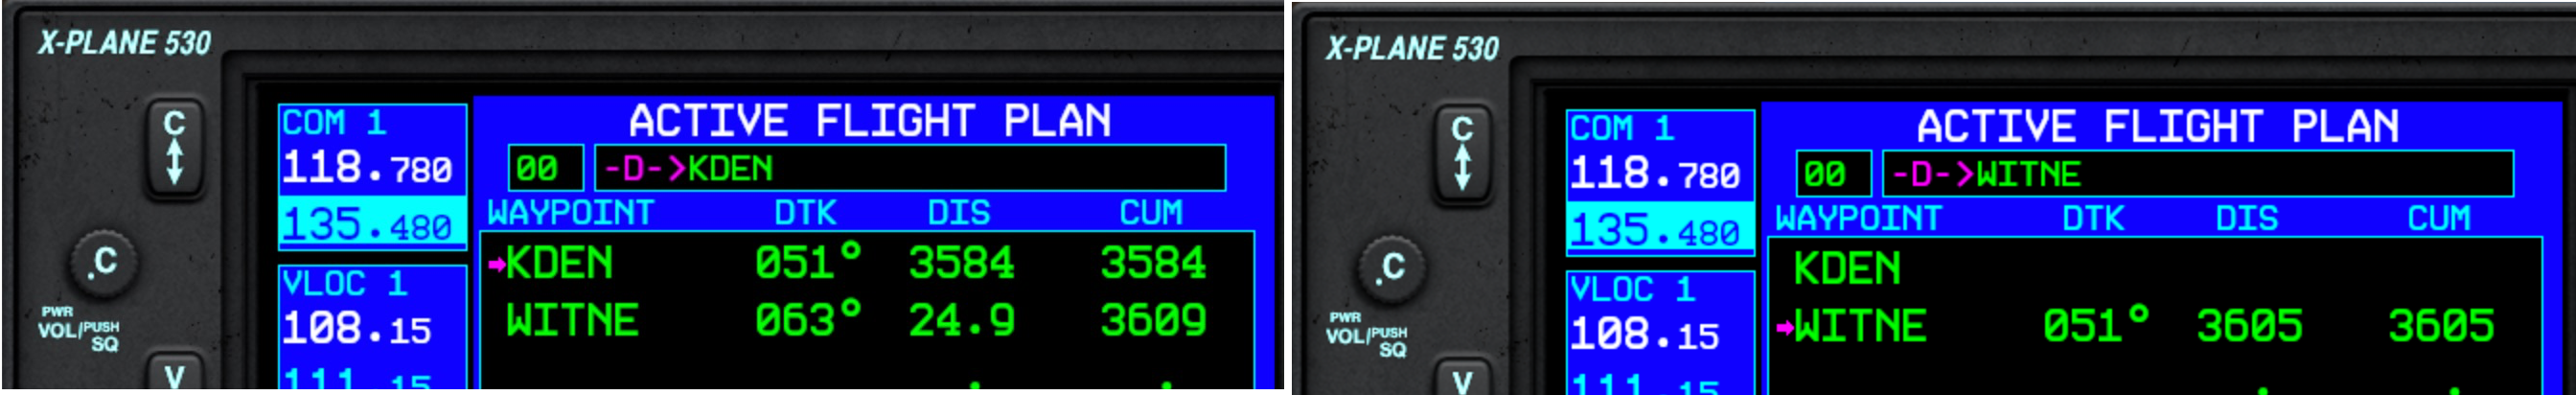 X-PLANE 530
C
COM 1
118.780
135.480
.C
PWR
VOL/PUSH
SQ
VLOC 1
108.15
V
ACTIVE FLIGHT PLAN
00 -D->KDEN
WAYPOINT DTK DIS CUM
KDEN 051° 3584 3584
WITNE 063° 24.9 3609
X-PLANE 530
C
COM 1
118.780
135.480
.C
PWR
VOL/PUSH
SQ
VLOC 1
108.15
V
ACTIVE FLIGHT PLAN
00 -D->WITNE
WAYPOINT DTK DIS CUM
KDEN
WITNE 051° 3605 3605